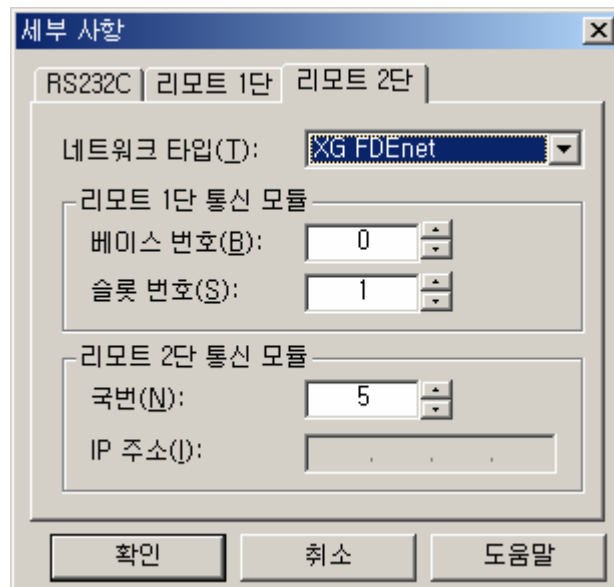 세부 사항
RS232C 리모트 1단 리모트 2단
네트워크 타입(T): XG FDEnet
리모트 1단 통신 모듈
베이스 번호(B): 0
슬롯 번호(S): 1
리모트 2단 통신 모듈
국번(N): 5
IP 주소(I): . . .
확인 취소 도움말